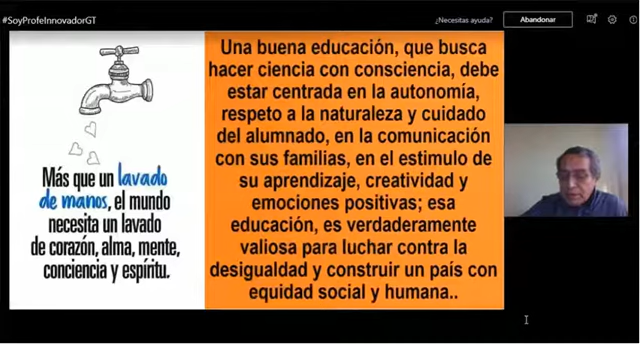 #SoyProfeInnovadorGT
¿Necesitas ayuda?
Abandonar
Más que un lavado
de manos, el mundo
necesita un lavado
de corazón, alma, mente,
conciencia y espíritu.
Una buena educación, que busca
hacer ciencia con consciencia, debe
estar centrada en la autonomía,
respeto a la naturaleza y cuidado
del alumnado, en la comunicación
con sus familias, en el estimulo de
su aprendizaje, creatividad y
emociones positivas; esa
educación, es verdaderamente
valiosa para luchar contra la
desigualdad y construir un país con
equidad social y humana..